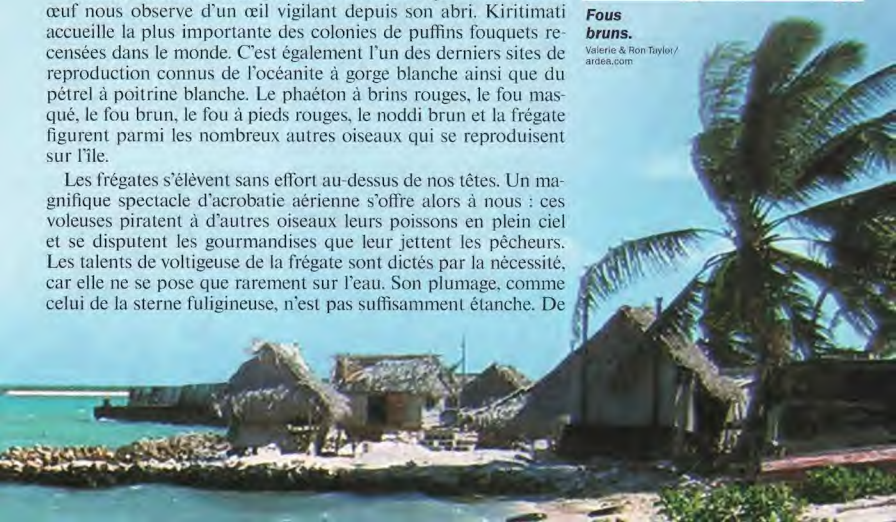 œuf nous observe d'un œil vigilant depuis son abri. Kiritimati
accueille la plus importante des colonies de puffins fouquets re-
censées dans le monde. C'est également l'un des derniers sites de
reproduction connus de l'océanite à gorge blanche ainsi que du
pétrel à poitrine blanche. Le phaéton à brins rouges, le fou mas-
qué, le fou brun, le fou à pieds rouges, le noddi brun et la frégate
figurent parmi les nombreux autres oiseaux qui se reproduisent
sur l'île.
Les frégates s'élèvent sans effort au-dessus de nos têtes. Un ma-
gnifique spectacle d'acrobatie aérienne s'offre alors à nous : ces
voleuses piratent à d'autres oiseaux leurs poissons en plein ciel
et se disputent les gourmandises que leur jettent les pêcheurs.
Les talents de voltigeuse de la frégate sont dictés par la nécessité,
car elle ne se pose que rarement sur l'eau. Son plumage, comme
celui de la sterne fuligineuse, n'est pas suffisamment étanche. De
Fous
bruns.
Valerie & Ron Taylor/
ardea.com